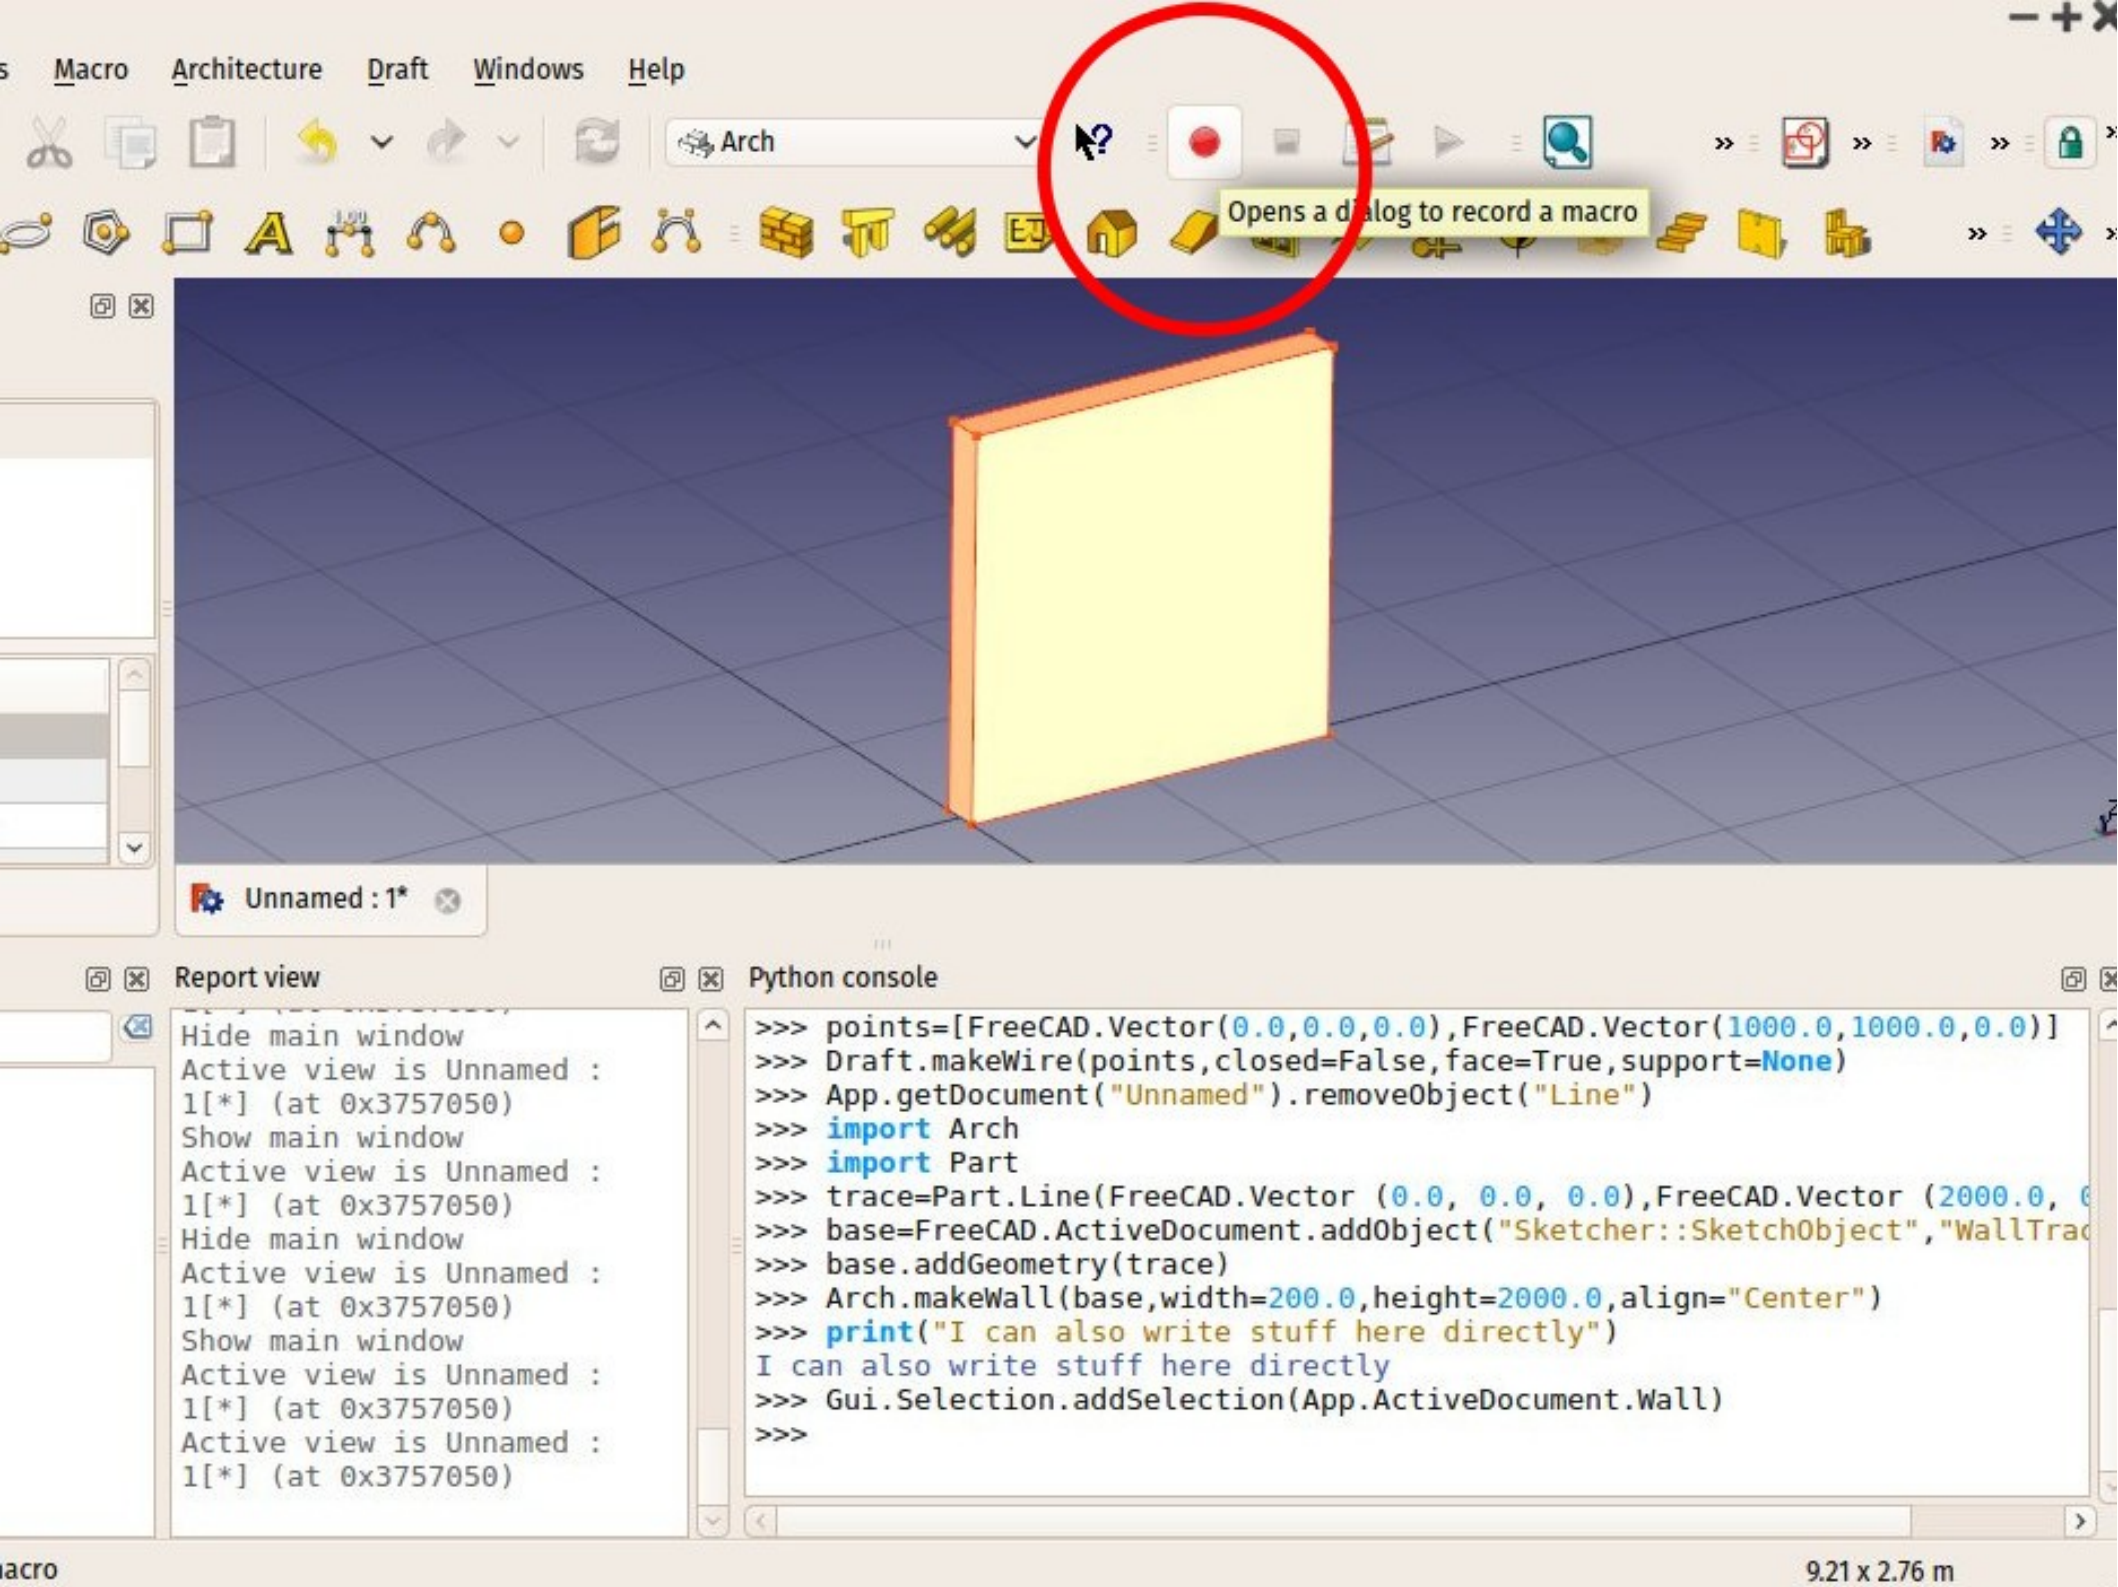 Macro Architecture Draft Windows Help
Arch
Opens a dialog to record a macro
Unnamed : 1*
Report view
Hide main window
Active view is Unnamed :
1[*] (at 0x3757050)
Show main window
Active view is Unnamed :
1[*] (at 0x3757050)
Hide main window
Active view is Unnamed :
1[*] (at 0x3757050)
Show main window
Active view is Unnamed :
1[*] (at 0x3757050)
Active view is Unnamed :
1[*] (at 0x3757050)
Python console
>>> points=[FreeCAD.Vector(0.0,0.0,0.0),FreeCAD.Vector(1000.0,1000.0,0.0)]
>>> Draft.makeWire(points,closed=False,face=True,support=None)
>>> App.getDocument("Unnamed").removeObject("Line")
>>> import Arch
>>> import Part
>>> trace=Part.Line(FreeCAD.Vector (0.0, 0.0, 0.0),FreeCAD.Vector (2000.0,
>>> base=FreeCAD.ActiveDocument.addObject("Sketcher::SketchObject","WallTrac
>>> base.addGeometry(trace)
>>> Arch.makeWall(base,width=200.0,height=2000.0,align="Center")
>>> print("I can also write stuff here directly")
I can also write stuff here directly
>>> Gui.Selection.addSelection(App.ActiveDocument.Wall)
>>>
acro
9.21 x 2.76 m